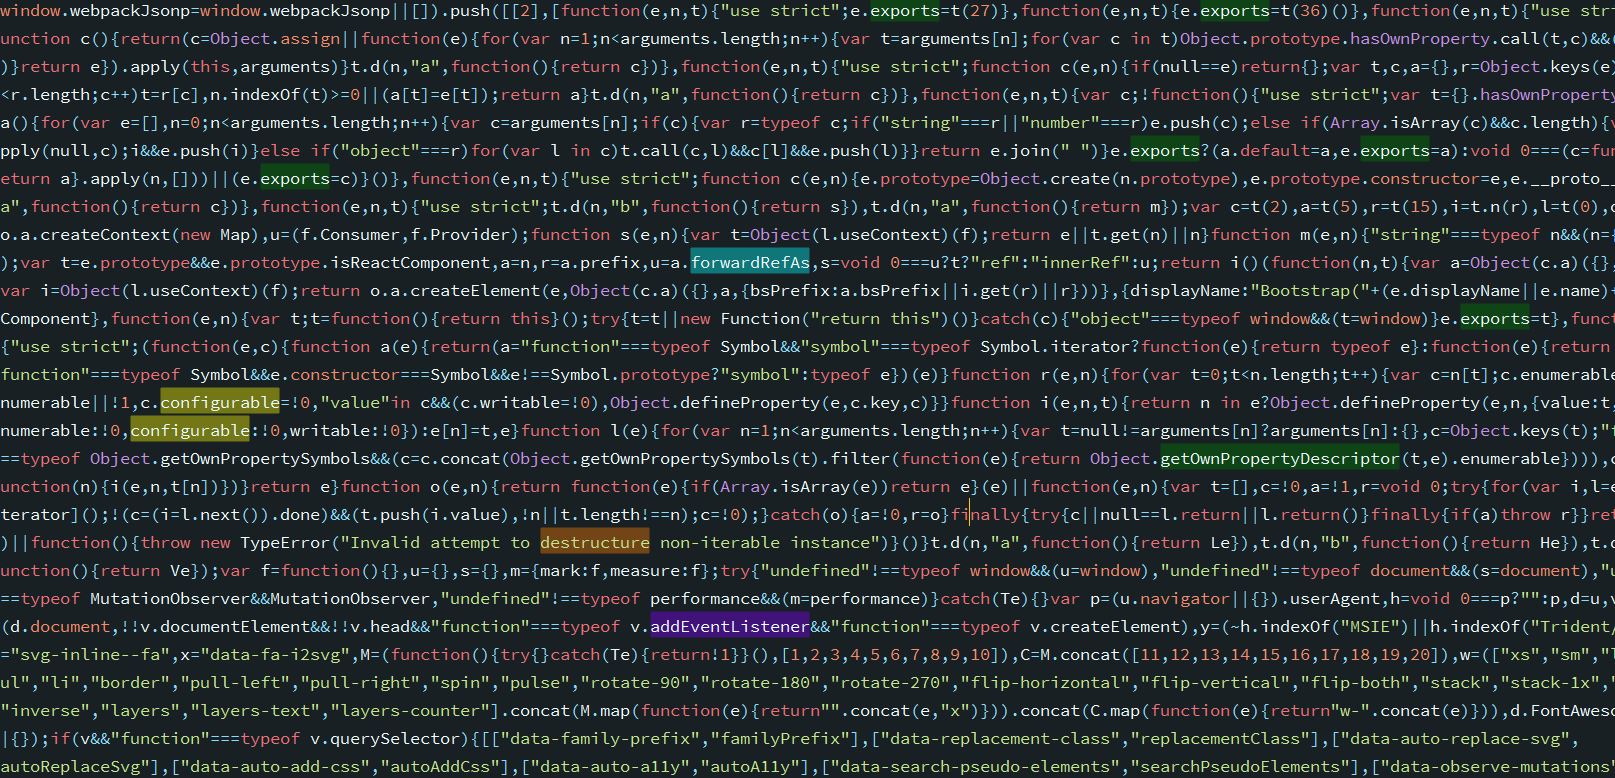 window.webpackJsonp=window.webpackJsonp||[]).push([[2],[function(e,n,t){"use strict";e.exports=t(27)},function(e,n,t){e.exports=t(36)()},function(e,n,t){"use str
unction c(){return(c=Object.assign||function(e){for(var n=1;n<arguments.length;n++){var t=arguments[n];for(var c in t)Object.prototype.hasOwnProperty.call(t,c)&&(
)}return e}).apply(this,arguments)}t.d(n,"a",function(){return c})},function(e,n,t){"use strict";function c(e,n){if(null==e)return{};var t,c,a={},r=Object.keys(e)
<r.length;c++)t=r[c],n.indexOf(t)>=0||(a[t]=e[t]);return a}t.d(n,"a",function(){return c})},function(e,n,t){var c;!function(){"use strict";var t={}.hasOwnProperty
a(){for(var e=[],n=0;n<arguments.length;n++){var c=arguments[n];if(c){var r=typeof c;if("string"===r||"number"===r)e.push(c);else if(Array.isArray(c)&&c.length){v
pply(null,c);i&&e.push(i)}else if("object"===r)for(var l in c)t.call(c,l)&&c[l]&&e.push(l)}}return e.join(" ")}e.exports?(a.default=a,e.exports=a):void 0===(c=fun
eturn a}.apply(n,[]))||(e.exports=c)}()},function(e,n,t){"use strict";function c(e,n){e.prototype=Object.create(n.prototype),e.prototype.constructor=e,e.__proto__
a",function(){return c})},function(e,n,t){"use strict";t.d(n,"b",function(){return s}),t.d(n,"a",function(){return m});var c=t(2),a=t(5),r=t(15),i=t.n(r),l=t(0),o
o.a.createContext(new Map),u=(f.Consumer,f.Provider);function s(e,n){var t=Object(l.useContext)(f);return e||t.get(n)||n}function m(e,n){"string"===typeof n&&(n={
);var t=e.prototype&&e.prototype.isReactComponent,a=n,r=a.prefix,u=a.forwardRefAs,s=void 0===u?t?"ref":"innerRef":u;return i()(function(n,t){var a=Object(c.a)({},
var i=Object(l.useContext)(f);return o.a.createElement(e,Object(c.a)({},a,{bsPrefix:a.bsPrefix||i.get(r)||r}))},{displayName:"Bootstrap("+(e.displayName||e.name)+
Component},function(e,n){var t;t=function(){return this}();try{t=t||new Function("return this")()}catch(c){"object"===typeof window&&(t=window)}e.exports=t},funct
{"use strict";(function(e,c){function a(e){return(a="function"===typeof Symbol&&"symbol"===typeof Symbol.iterator?function(e){return typeof e}:function(e){return
function"===typeof Symbol&&e.constructor===Symbol&&e!==Symbol.prototype?"symbol":typeof e})(e)}function r(e,n){for(var t=0;t<n.length;t++){var c=n[t];c.enumerable
numerable||!1,c.configurable=!0,"value"in c&&(c.writable=!0),Object.defineProperty(e,c.key,c)}}function i(e,n,t){return n in e?Object.defineProperty(e,n,{value:t,
numerable:!0,configurable:!0,writable:!0}):e[n]=t,e}function l(e){for(var n=1;n<arguments.length;n++){var t=null!=arguments[n]?arguments[n]:{},c=Object.keys(t);"f
==typeof Object.getOwnPropertySymbols&&(c=c.concat(Object.getOwnPropertySymbols(t).filter(function(e){return Object.getOwnPropertyDescriptor(t,e).enumerable}))),c
unction(n){i(e,n,t[n])})}return e}function o(e,n){return function(e){if(Array.isArray(e))return e}(e)||function(e,n){var t=[],c=!0,a=!1,r=void 0;try{for(var i,l=e
terator]();!(c=(i=l.next()).done)&&(t.push(i.value),!n||t.length!==n);c=!0);}catch(o){a=!0,r=o}finally{try{c||null==l.return||l.return()}finally{if(a)throw r}}ret
)||function(){throw new TypeError("Invalid attempt to destructure non-iterable instance")}()}t.d(n,"a",function(){return Le}),t.d(n,"b",function(){return He}),t.d
unction(){return Ve});var f=function(){},u={},s={},m={mark:f,measure:f};try{"undefined"!==typeof window&&(u=window),"undefined"!==typeof document&&(s=document),"u
==typeof MutationObserver&&MutationObserver,"undefined"!==typeof performance&&(m=performance)}catch(Te){}var p=(u.navigator||{}).userAgent,h=void 0===p?"":p,d=u,v
(d.document,!!v.documentElement&&!!v.head&&"function"===typeof v.addEventListener&&"function"===typeof v.createElement),y=(~h.indexOf("MSIE")||h.indexOf("Trident/
="svg-inline--fa",x="data-fa-i2svg",M=(function(){try{}catch(Te){return!1}}(),[1,2,3,4,5,6,7,8,9,10]),C=M.concat([11,12,13,14,15,16,17,18,19,20]),w=(["xs","sm","l
ul","li","border","pull-left","pull-right","spin","pulse","rotate-90","rotate-180","rotate-270","flip-horizontal","flip-vertical","flip-both","stack","stack-1x","
"inverse","layers","layers-text","layers-counter"].concat(M.map(function(e){return"".concat(e,"x")})).concat(C.map(function(e){return"w-".concat(e)})),d.FontAweso
|{});if(v&&"function"===typeof v.querySelector){[["data-family-prefix","familyPrefix"],["data-replacement-class","replacementClass"],["data-auto-replace-svg",
autoReplaceSvg"],["data-auto-add-css","autoAddCss"],["data-auto-a11y","autoA11y"],["data-search-pseudo-elements","searchPseudoElements"],["data-observe-mutations"